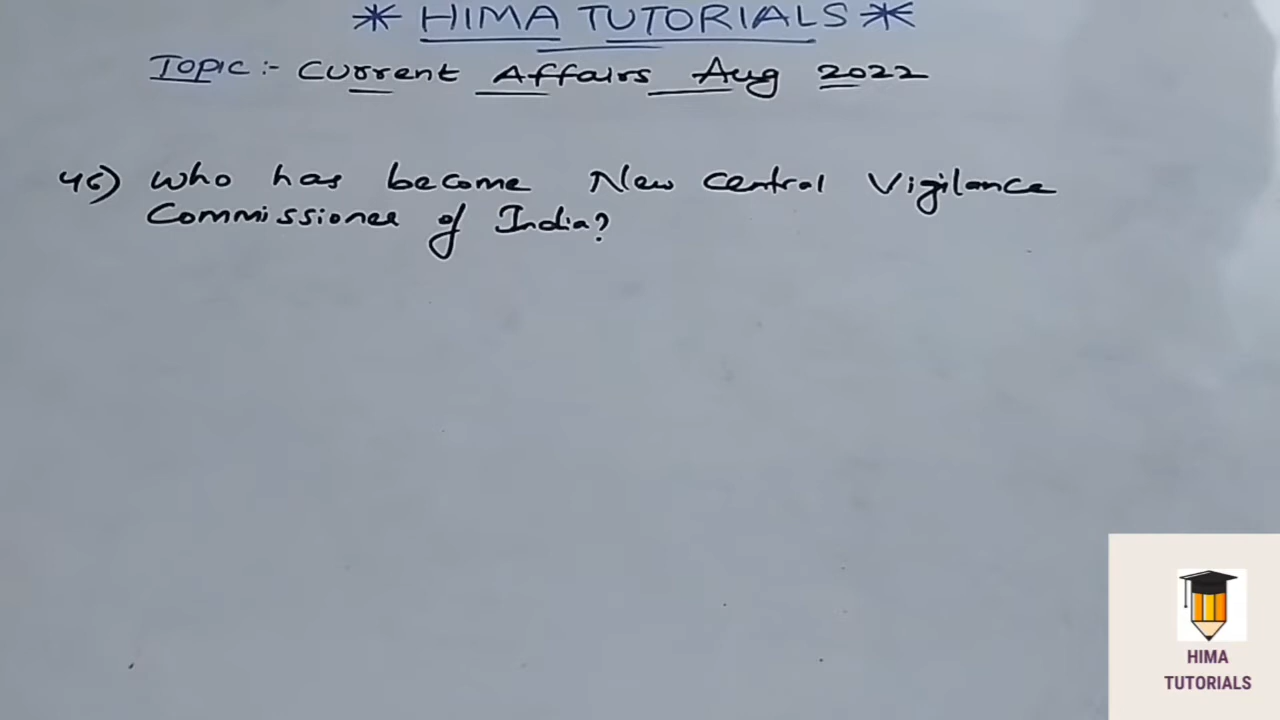 * HIMA TUTORIALS *
Topic:- Current Affairs Aug 2022
46) Who has become New Central Vigilance
Commissioner of India?
HIMA
TUTORIALS